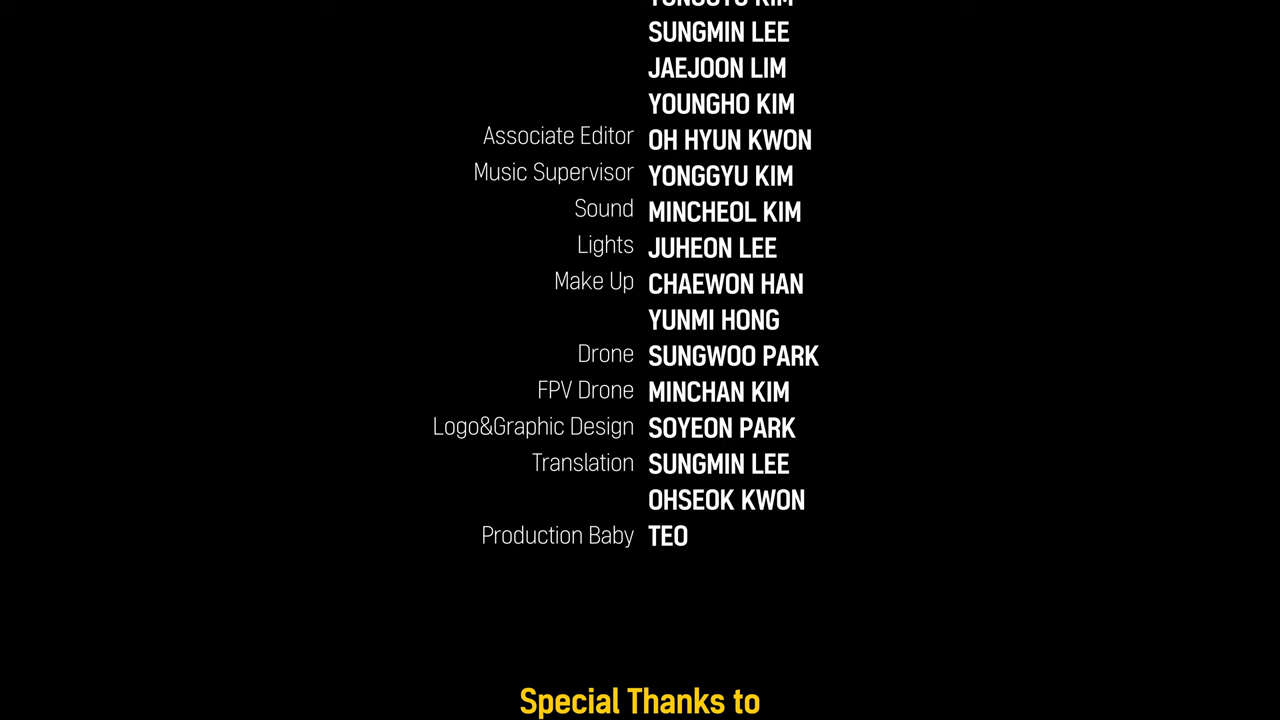 YONGGYU KIM
SUNGMIN LEE
JAEJOON LIM
YOUNGHO KIM
Associate Editor OH HYUN KWON
Music Supervisor YONGGYU KIM
Sound MINCHEOL KIM
Lights JUHEON LEE
Make Up CHAEWON HAN
YUNMI HONG
Drone SUNGWOO PARK
FPV Drone MINCHAN KIM
Logo&Graphic Design SOYEON PARK
Translation SUNGMIN LEE
OHSEOK KWON
Production Baby TEO
Special Thanks to